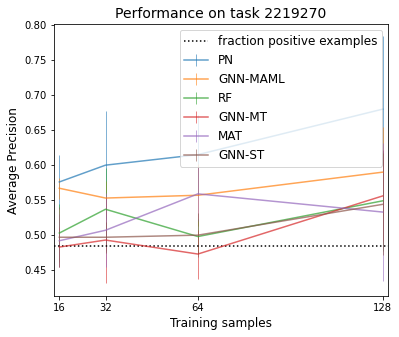 Performance on task 2219270
Average Precision
0.80
0.75
0.70
0.65
0.60
0.55
0.50
0.45
fraction positive examples
PN
GNN-MAML
RF
GNN-MT
MAT
GNN-ST
16 32 64 128
Training samples